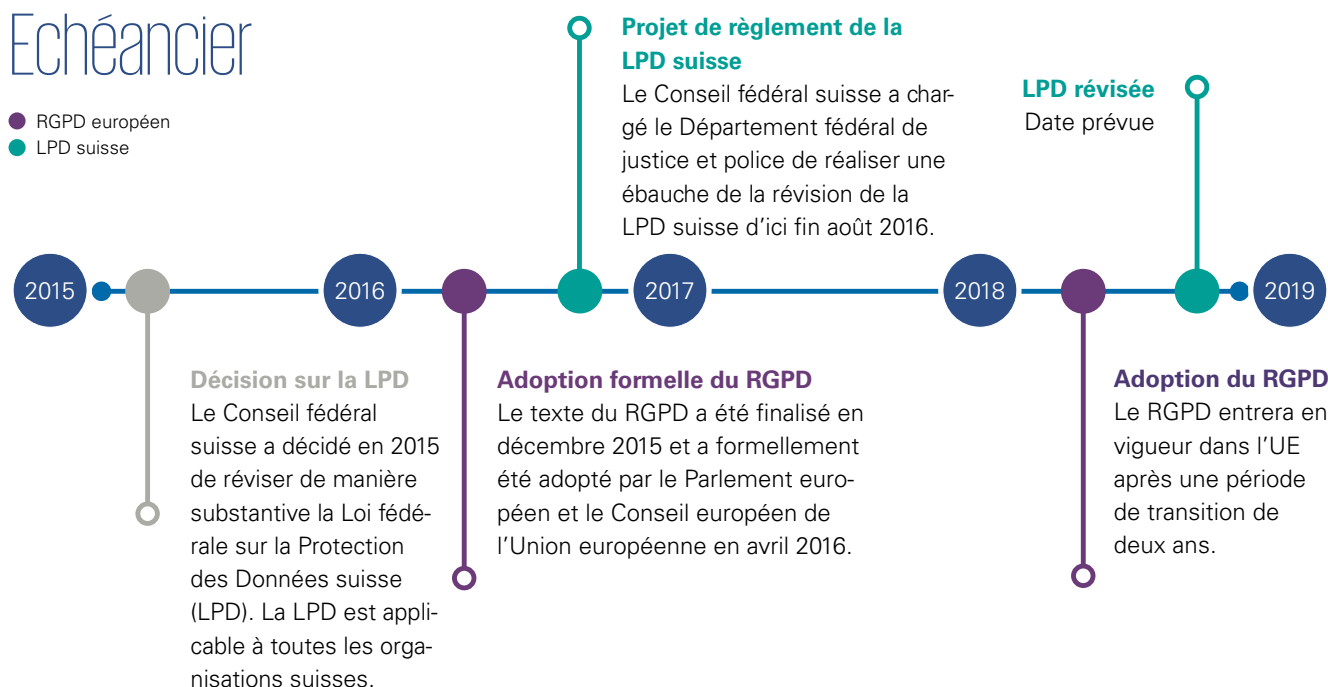 Echéancier
RGPD européen
LPD suisse
Projet de règlement de la
LPD suisse
Le Conseil fédéral suisse a char-
gé le Département fédéral de
justice et police de réaliser une
ébauche de la révision de la
LPD suisse d'ici fin août 2016.
LPD révisée
Date prévue
2015
2016
2017
2018
2019
Décision sur la LPD
Le Conseil fédéral
suisse a décidé en 2015
de réviser de manière
substantive la Loi fédé-
rale sur la Protection
des Données suisse
(LPD). La LPD est appli-
cable à toutes les orga-
nisations suisses.
Adoption formelle du RGPD
Le texte du RGPD a été finalisé en
décembre 2015 et a formellement
été adopté par le Parlement euro-
péen et le Conseil européen de
l'Union européenne en avril 2016.
Adoption du RGPD
Le RGPD entrera en
vigueur dans l'UE
après une période
de transition de
deux ans.